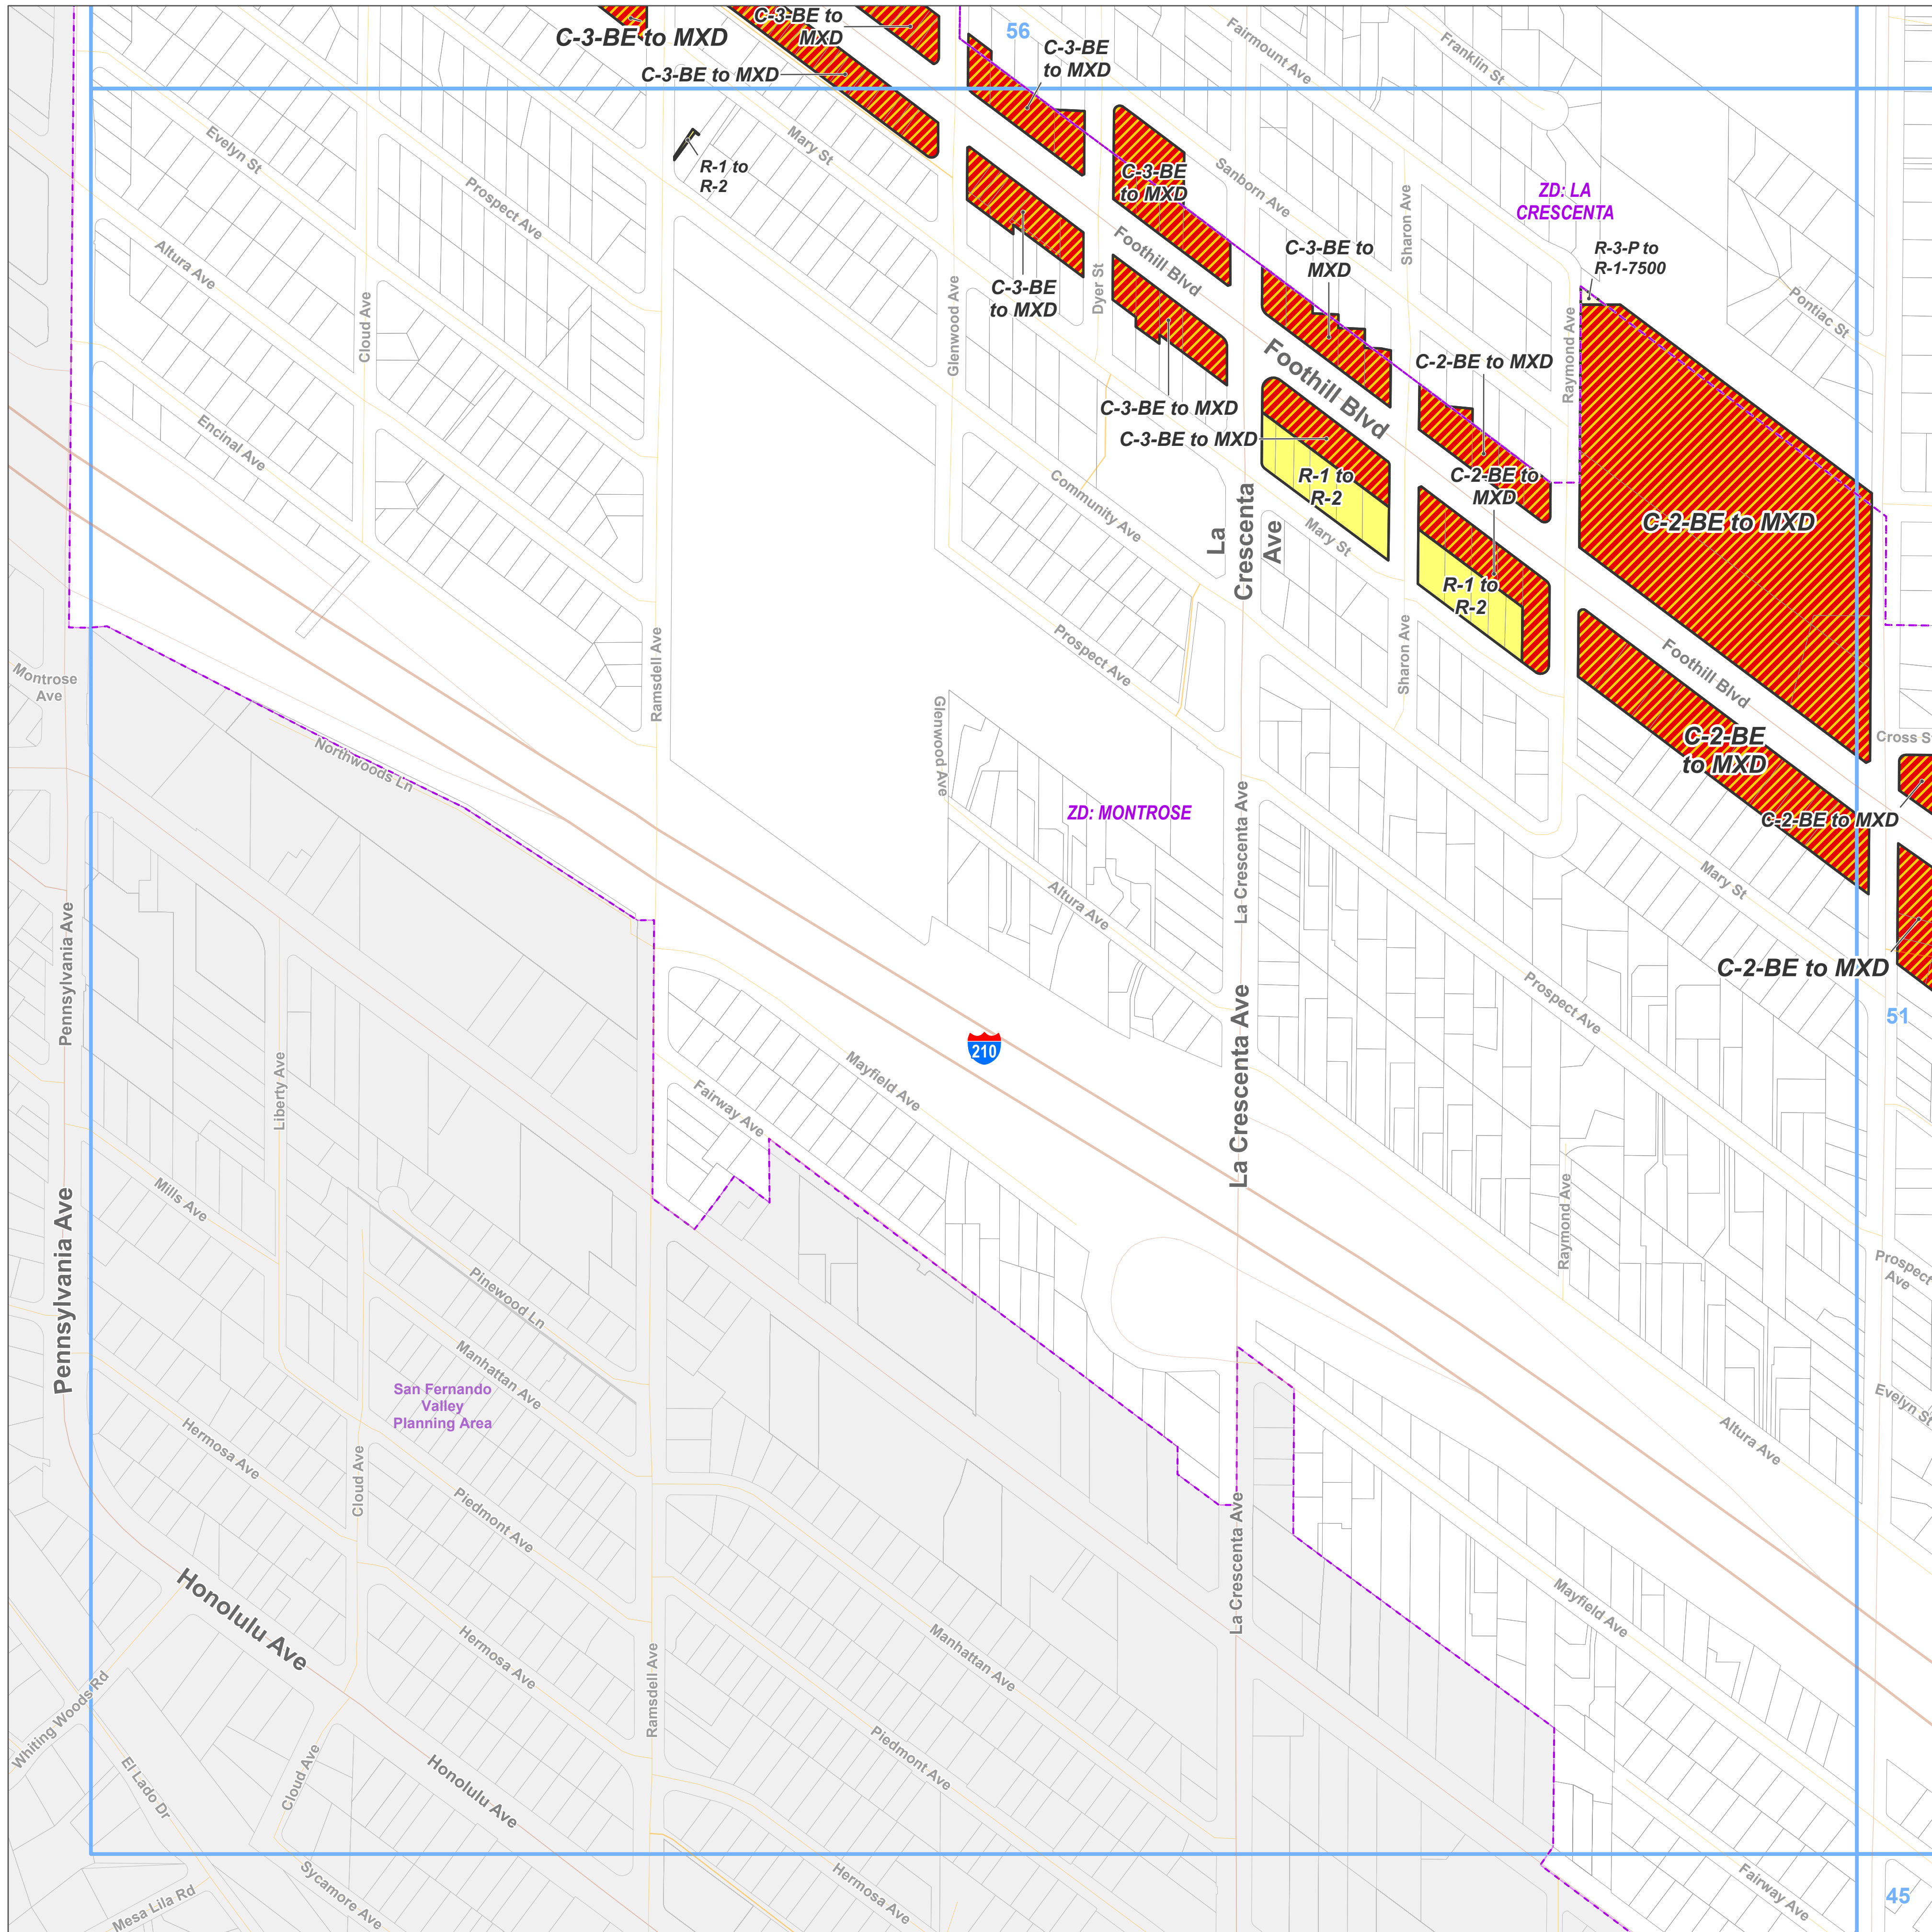 C-3-BE to MXD
C-3-BE to
MXD
C-3-BE to MXD
56
C-3-BE
to MXD
Fairmount Ave
Franklin St
Evelyn St
Prospect Ave
Mary St
R-1 to
R-2
C-3-BE
to MXD
Sanborn Ave
Sharon Ave
ZD: LA
CRESCENTA
R-3-P to
R-1-7500
Pontiac St
Altura Ave
Cloud Ave
Glenwood Ave
C-3-BE
to MXD
Dyer St
Foothill Blvd
C-3-BE to
MXD
Raymond Ave
Foothill Blvd
C-2-BE to MXD
C-3-BE to MXD
C-3-BE to MXD
Encinal Ave
Community Ave
La
Crescenta
Ave
R-1 to
R-2
Mary St
C-2-BE to
MXD
C-2-BE to MXD
R-1 to
R-2
Montrose
Ave
Ramsdell Ave
Prospect Ave
Sharon Ave
Foothill Blvd
Northwoods Ln
Glenwood Ave
ZD: MONTROSE
La Crescenta Ave
C-2-BE
to MXD
Cross S
C-2-BE to MXD
Altura Ave
Mary St
C-2-BE to MXD
Pennsylvania Ave
Prospect Ave
51
210
La Crescenta Ave
Liberty Ave
Mayfield Ave
Fairway Ave
Mills Ave
Pennsylvania Ave
Raymond Ave
Prospect
Ave
Pinewood Ln
Manhattan Ave
San Fernando
Valley
Planning Area
Evelyn St
Altura Ave
Hermosa Ave
Cloud Ave
Piedmont Ave
La Crescenta Ave
Honolulu Ave
Mayfield Ave
Hermosa Ave
Manhattan Ave
Ramsdell Ave
Whiting Woods Rd
El Lado Dr
Cloud Ave
Honolulu Ave
Piedmont Ave
Mesa Lila Rd
Sycamore Ave
Hermosa Ave
Fairway Ave
45